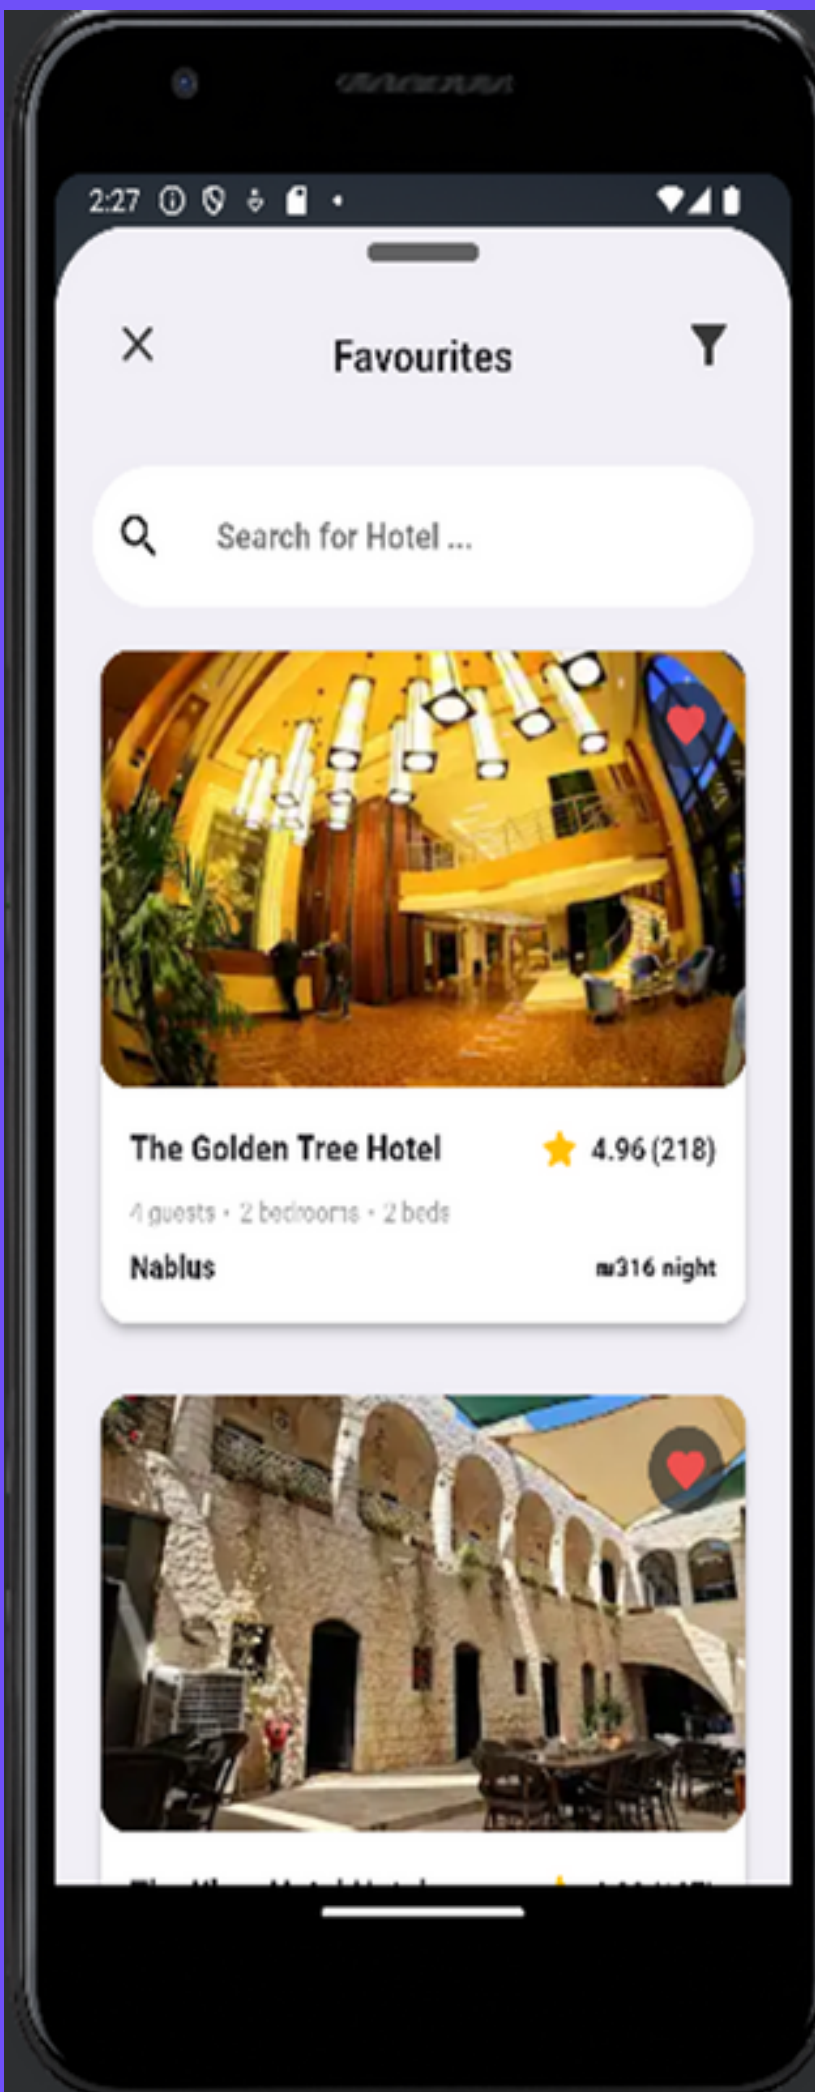 2:27
Favourites
Search for Hotel ...
The Golden Tree Hotel
4.96 (218)
4 guests • 2 bedrooms • 2 beds
Nablus
₪316 night